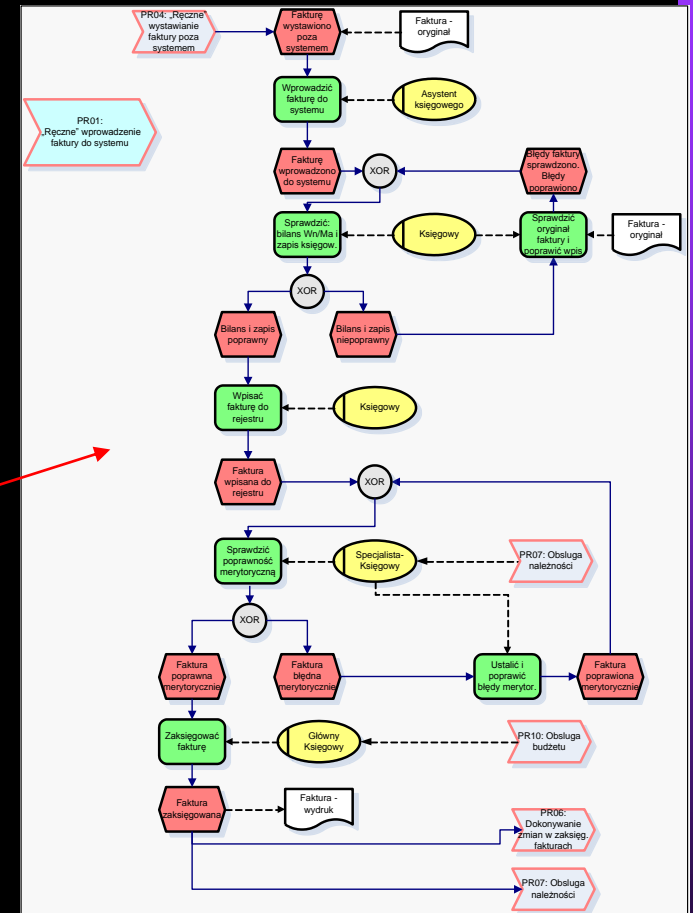 PR04: „Ręczne”
wystawianie
faktury poza
systemem
Fakturę
wystawiono
poza
systemem
Faktura -
oryginał
Wprowadzić
fakturę do
systemu
Asystent
księgowego
PR01:
„Ręczne” wprowadzenie
faktury do systemu
Fakturę
wprowadzono
do systemu
XOR
Błędy faktury
sprawdzono.
Błędy
poprawiono
Sprawdzić:
bilans Wn/Ma i
zapis księgow.
Księgowy
Sprawdzić
oryginał
faktury i
poprawić wpis
Faktura -
oryginał
XOR
Bilans i zapis
poprawny
Bilans i zapis
niepoprawny
Wpisać
fakturę do
rejestru
Księgowy
Faktura
wpisana do
rejestru
XOR
Sprawdzić
poprawność
merytoryczną
Specjalista-
Księgowy
PR07: Obsluga
należności
XOR
Faktura
poprawna
merytorycznie
Faktura
błędna
merytorycznie
Ustalić i
poprawić
błędy merytor.
Faktura
poprawiona
merytorycznie
Zaksięgować
fakturę
Główny
Księgowy
PR10: Obsluga
budżetu
Faktura
zaksięgowana
Faktura -
wydruk
PR06:
Dokonywanie
zmian w zaksięg.
fakturach
PR07: Obsluga
należności